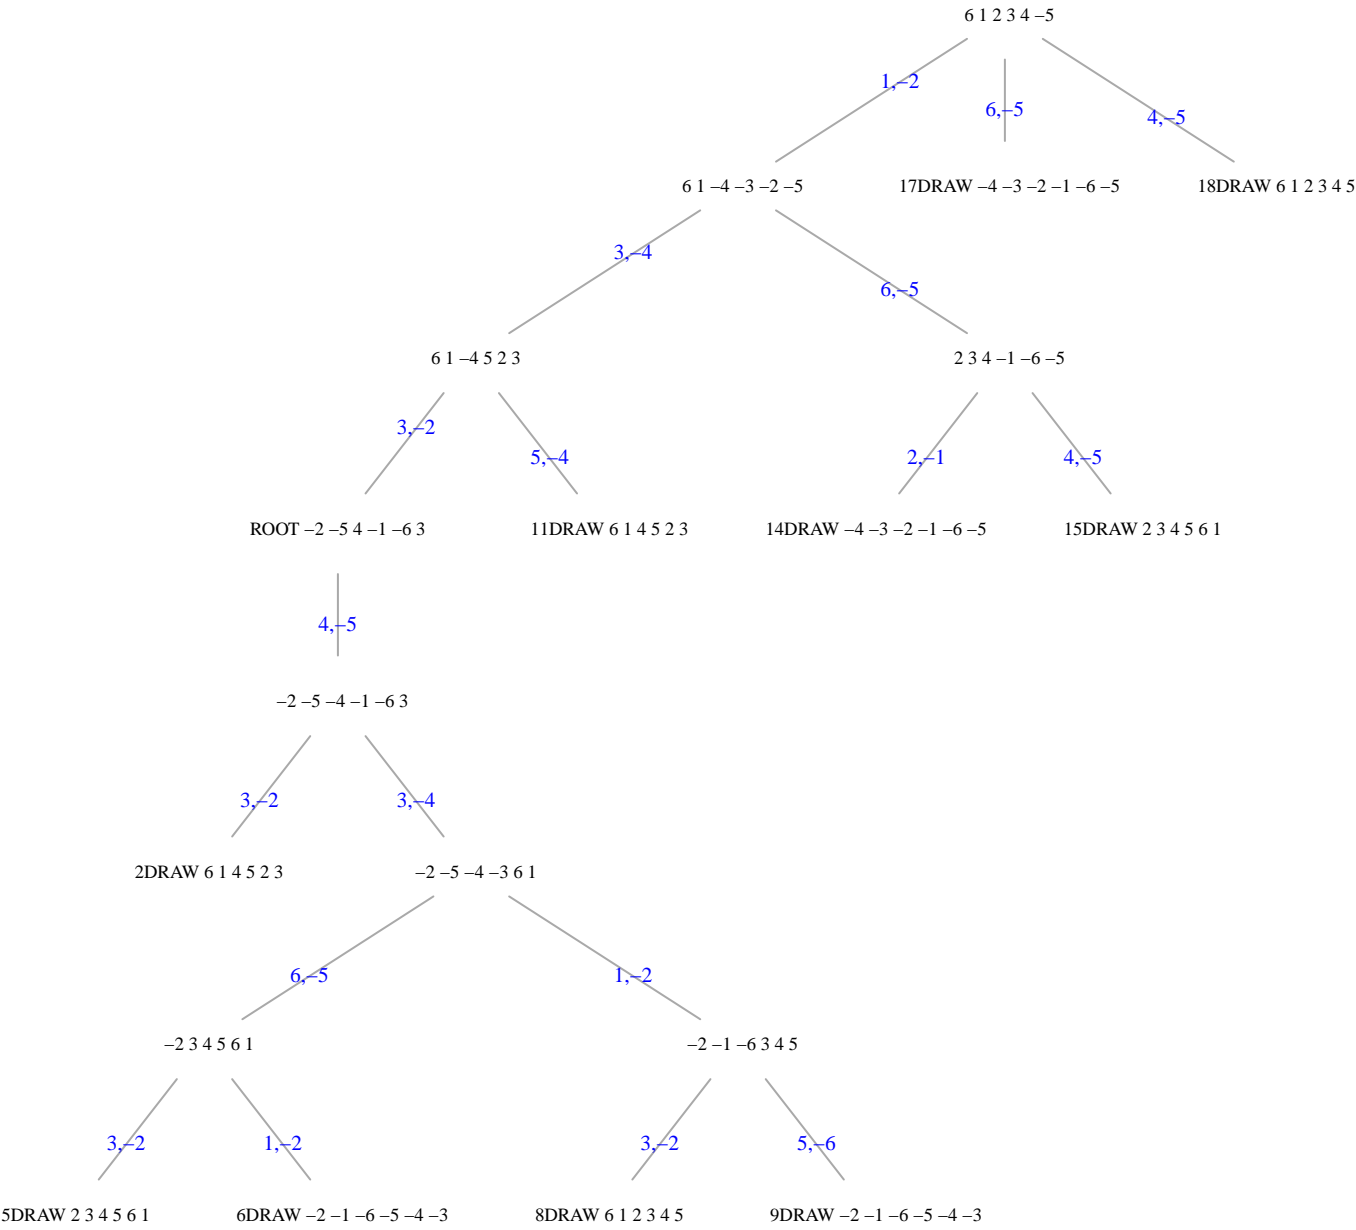 6 1 2 3 4 –5
1,–2
6,–5
4,–5
6 1 –4 –3 –2 –5
17DRAW –4 –3 –2 –1 –6 –5
18DRAW 6 1 2 3 4 5
3,–4
6,–5
6 1 –4 5 2 3
2 3 4 –1 –6 –5
3,–2
5,–4
2,–1
4,–5
ROOT –2 –5 4 –1 –6 3
11DRAW 6 1 4 5 2 3
14DRAW –4 –3 –2 –1 –6 –5
15DRAW 2 3 4 5 6 1
4,–5
–2 –5 –4 –1 –6 3
3,–2
3,–4
2DRAW 6 1 4 5 2 3
–2 –5 –4 –3 6 1
6,–5
1,–2
–2 3 4 5 6 1
–2 –1 –6 3 4 5
3,–2
1,–2
3,–2
5,–6
5DRAW 2 3 4 5 6 1
6DRAW –2 –1 –6 –5 –4 –3
8DRAW 6 1 2 3 4 5
9DRAW –2 –1 –6 –5 –4 –3